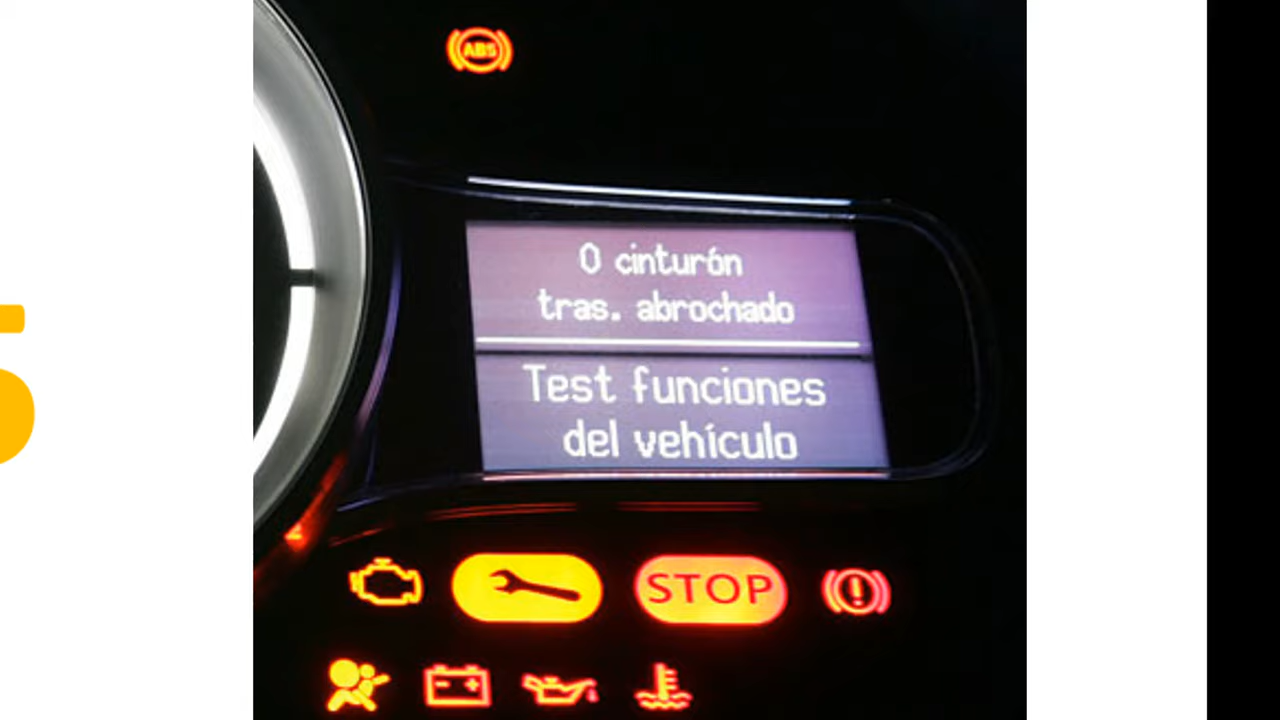 ABS
0 cinturón
tras. abrochado
Test funciones
del vehículo
STOP